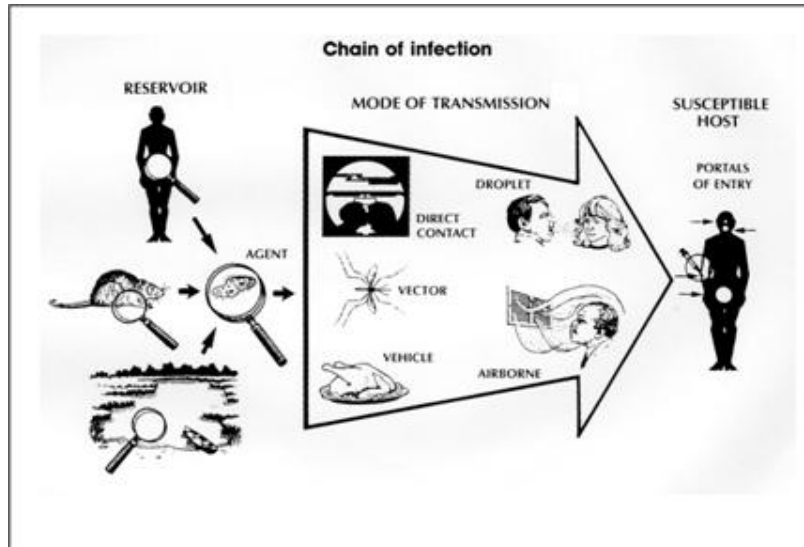 Chain of infection
RESERVOIR
MODE OF TRANSMISSION
SUSCEPTIBLE
HOST
PORTALS
OF ENTRY
DROPLET
DIRECT
CONTACT
AGENT
VECTOR
VEHICLE
AIRBORNE